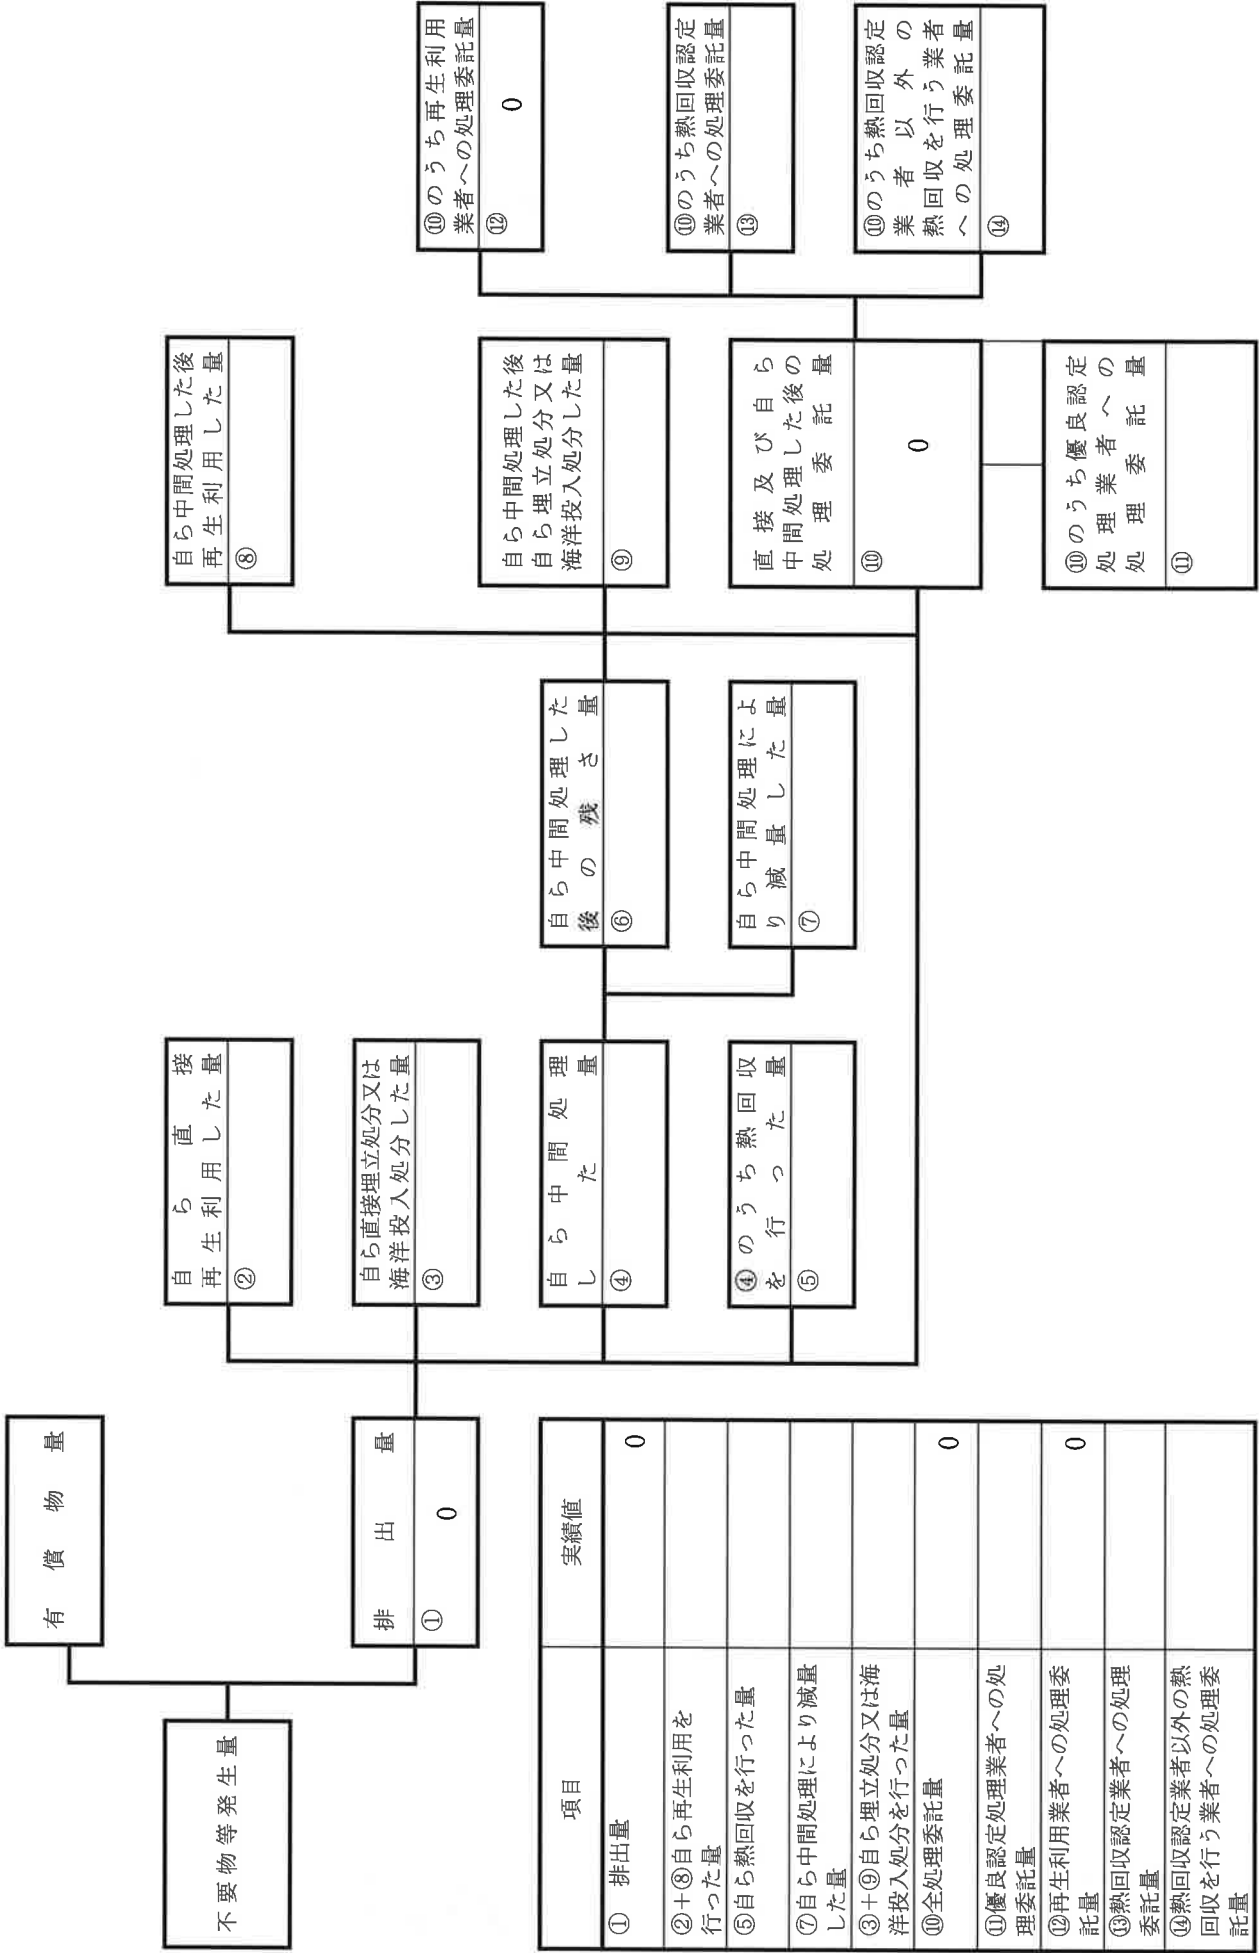 不要物等発生量
有償物量
排出量
①
0
自ら直接
再生利用した量
②
自ら直接埋立処分又は
海洋投入処分した量
③
自ら中間処理
した量
④
④のうち熱回収
を行った量
⑤
自ら中間処理した
後の残さ量
⑥
自ら中間処理によ
り減量した量
⑦
自ら中間処理した後
再生利用した量
⑧
自ら中間処理した後
自ら埋立処分又は
海洋投入処分した量
⑨
直接及び自ら
中間処理した後の
処理委託量
⑩
0
⑩のうち優良認定
処理業者への
処理委託量
⑪
⑩のうち再生利用
業者への処理委託量
⑫
0
⑩のうち熱回収認定
業者への処理委託量
⑬
⑩のうち熱回収認定
業者以外の
熱回収を行う業者
への処理委託量
⑭
項目 実績値
① 排出量 0
②+⑧自ら再生利用を
行った量
⑤自ら熱回収を行った量
⑦自ら中間処理により減量
した量
③+⑨自ら埋立処分又は海
洋投入処分を行った量
⑩全処理委託量 0
⑪優良認定処理業者への処
理委託量
⑫再生利用業者への処理委 0
託量
⑬熱回収認定業者への処理
委託量
⑭熱回収認定業者以外の熱
回収を行う業者への処理委
託量